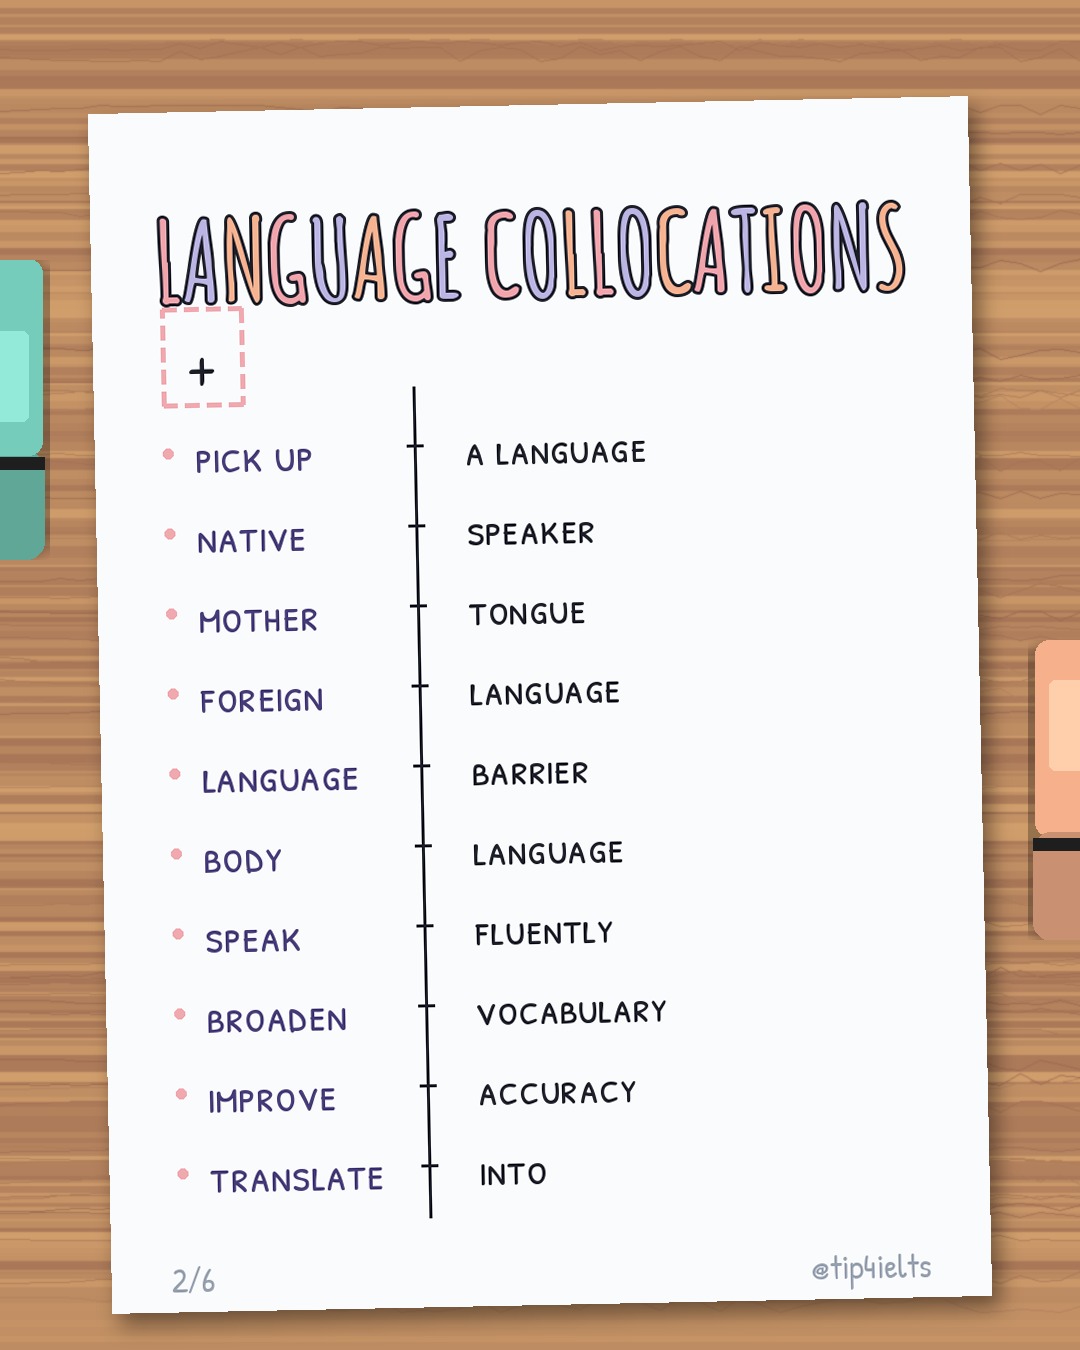 LANGUAGE COLLOCATIONS
+
PICK UP A LANGUAGE
NATIVE SPEAKER
MOTHER TONGUE
FOREIGN LANGUAGE
LANGUAGE BARRIER
BODY LANGUAGE
SPEAK FLUENTLY
BROADEN VOCABULARY
IMPROVE ACCURACY
TRANSLATE INTO
2/6
@tip4ielts